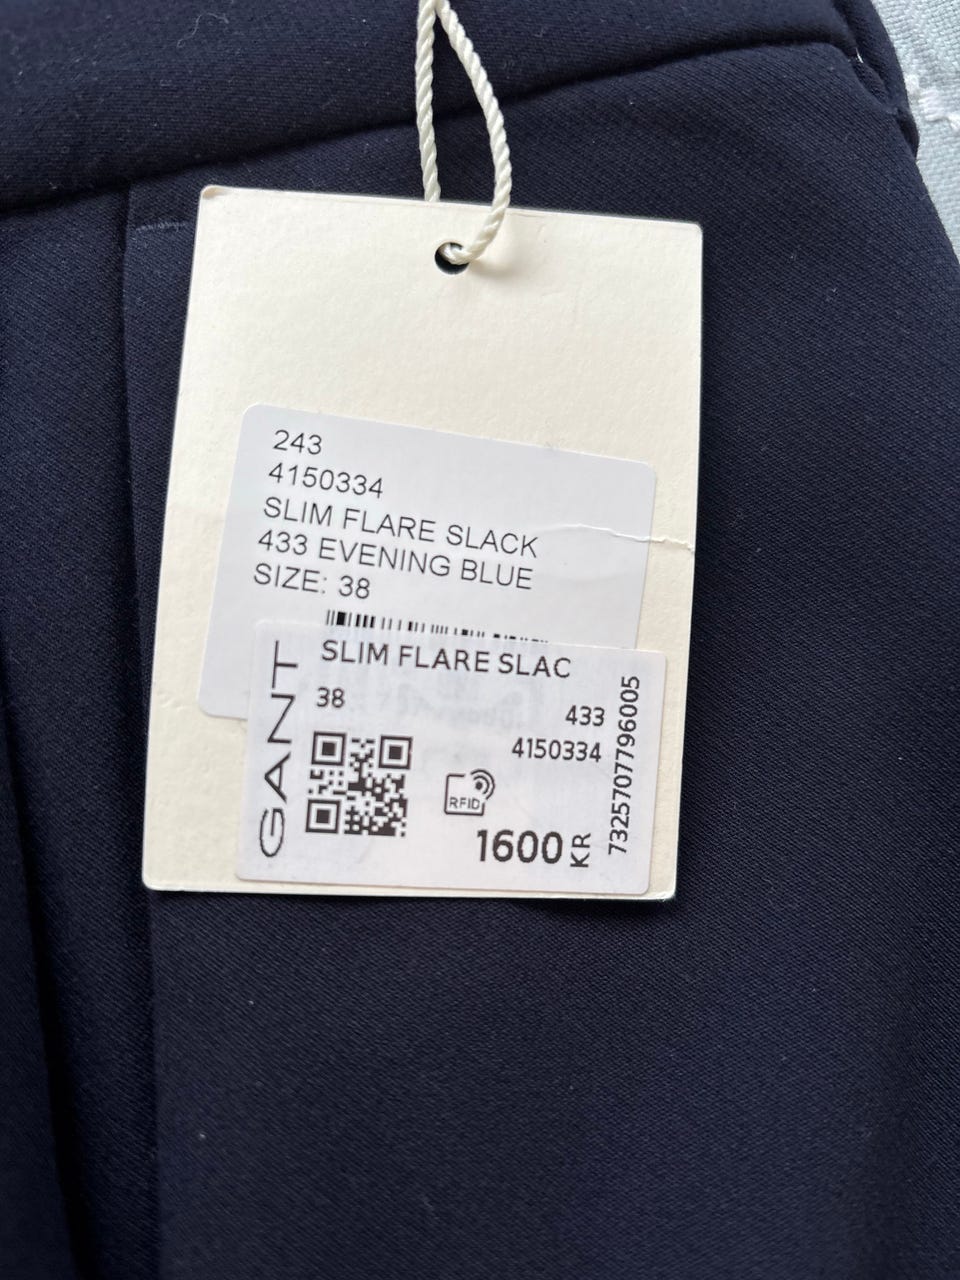 243
4150334
SLIM FLARE SLACK
433 EVENING BLUE
SIZE: 38
GANT
SLIM FLARE SLAC
38
433
4150334
RFID
1600 KR
7325707796005